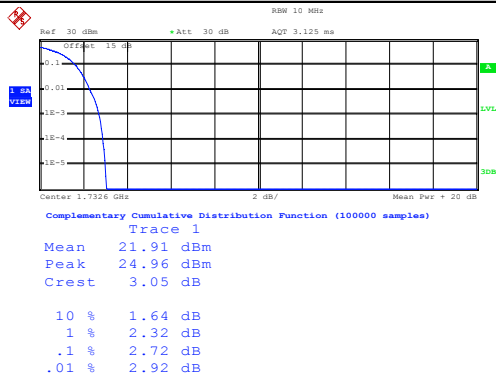 RBW 10 MHz
Ref 30 dBm * Att 30 dB AQT 3.125 ms
Offset 15 dB
0.1
0.01
1E-3
1E-4
1E-5
1 SA
VIEW
A
LVL
3DB
Center 1.7326 GHz 2 dB/ Mean Pwr + 20 dB
Complementary Cumulative Distribution Function (100000 samples)
Trace 1
Mean 21.91 dBm
Peak 24.96 dBm
Crest 3.05 dB
10 % 1.64 dB
1 % 2.32 dB
.1 % 2.72 dB
.01 % 2.92 dB